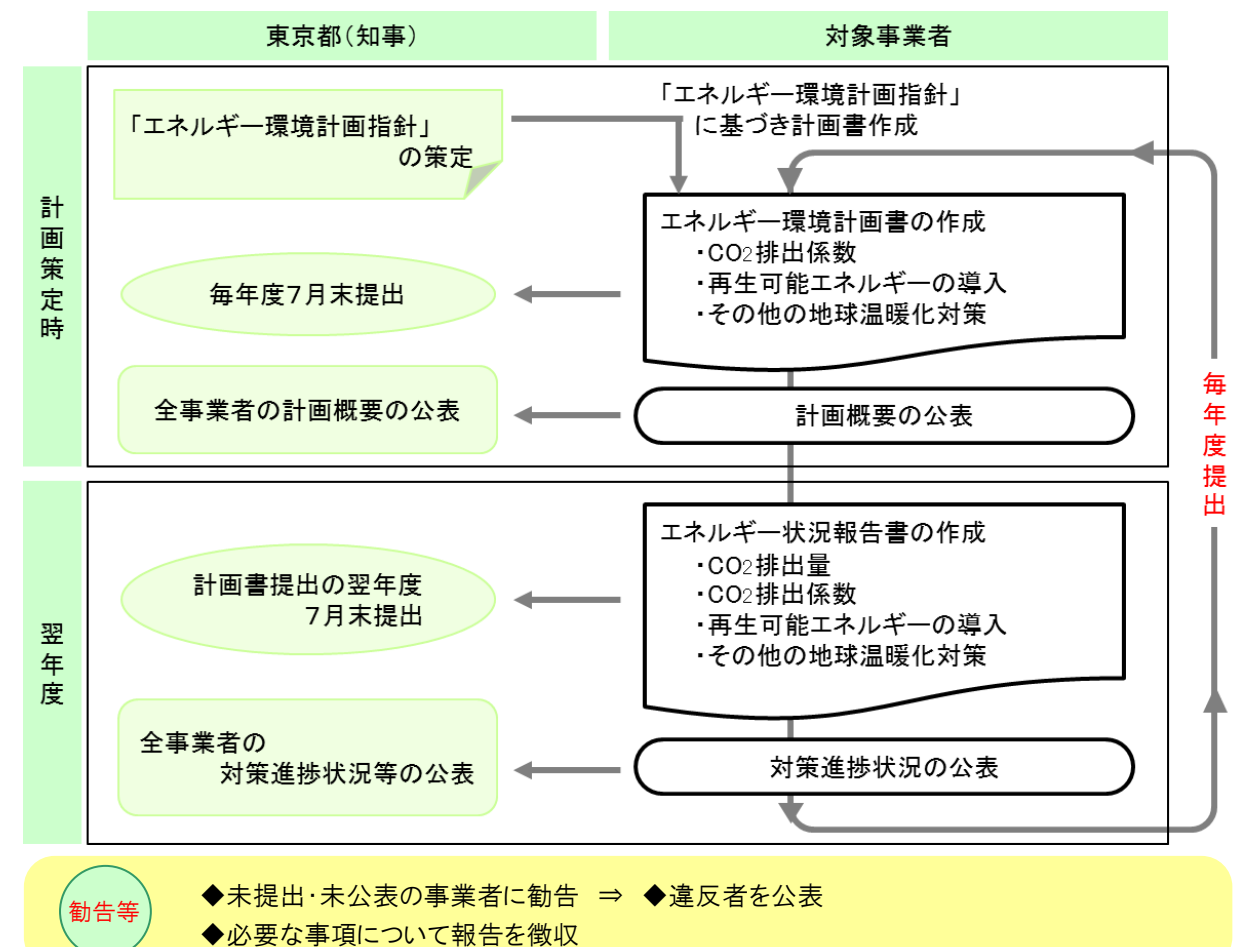 東京都（知事）
対象事業者
計画策定時
「エネルギー環境計画指針」
の策定
「エネルギー環境計画指針」
に基づき計画書作成
エネルギー環境計画書の作成
・CO2排出係数
・再生可能エネルギーの導入
・その他の地球温暖化対策
毎年度７月末提出
全事業者の計画概要の公表
計画概要の公表
毎年度提出
翌年度
エネルギー状況報告書の作成
・CO2排出量
・CO2排出係数
・再生可能エネルギーの導入
・その他の地球温暖化対策
計画書提出の翌年度
７月末提出
全事業者の
対策進捗状況等の公表
対策進捗状況の公表
勧告等
◆未提出・未公表の事業者に勧告 ⇒ ◆違反者を公表
◆必要な事項について報告を徴収